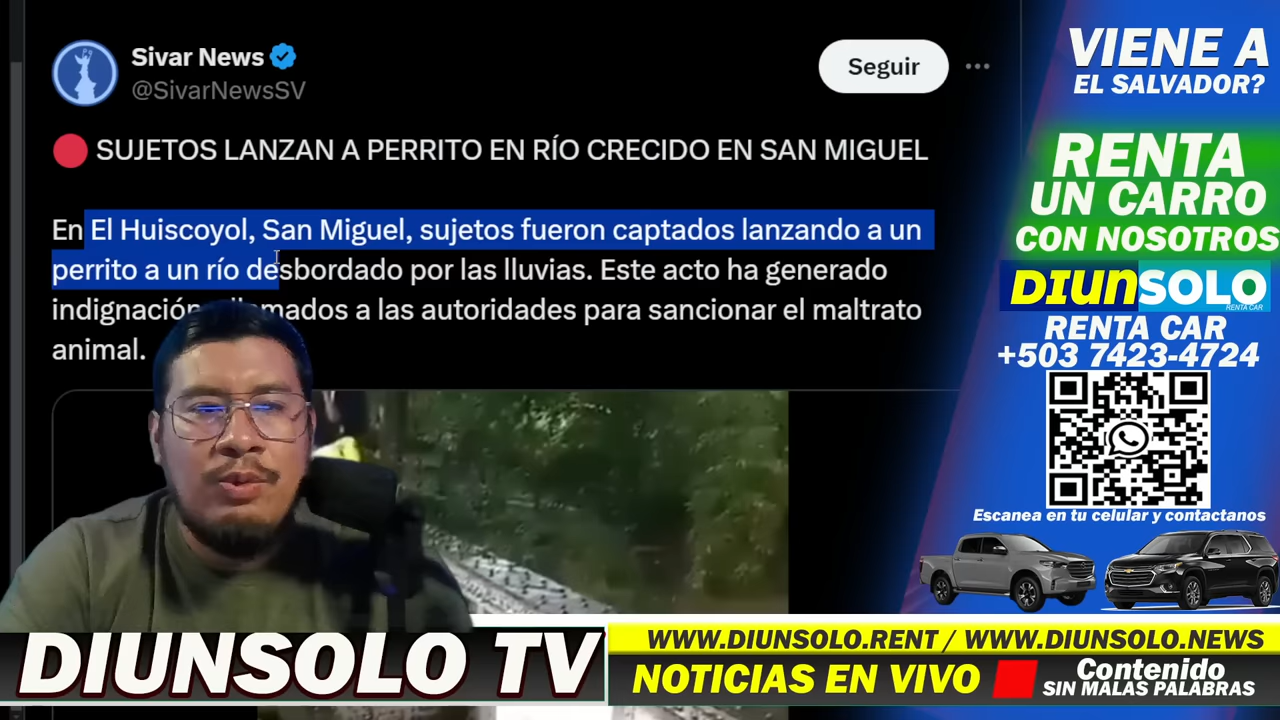 Sivar News
@SivarNewsSV
Seguir
SUJETOS LANZAN A PERRITO EN RÍO CRECIDO EN SAN MIGUEL
En El Huiscoyol, San Miguel, sujetos fueron captados lanzando a un
perrito a un río desbordado por las lluvias. Este acto ha generado
indignación llamados a las autoridades para sancionar el maltrato
animal.
VIENE A
EL SALVADOR?
RENTA
UN CARRO
CON NOSOTROS
DIUNSOLO
RENTA CAR
RENTA CAR
+503 7423-4724
Escanea en tu celular y contactanos
DIUNSOLO TV
WWW.DIUNSOLO.RENT / WWW.DIUNSOLO.NEWS
NOTICIAS EN VIVO
Contenido
SIN MALAS PALABRAS